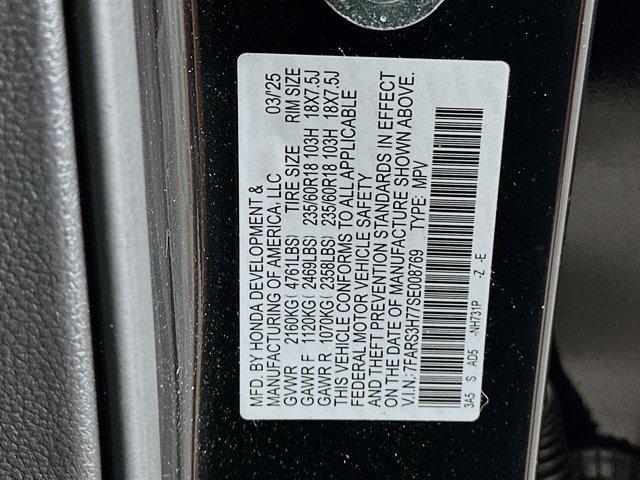 MFD. BY HONDA DEVELOPMENT &
MANUFACTURING OF AMERICA, LLC 03/'25
GVWR 2160KG( 4761LBS) TIRE SIZE RIM SIZE
GAWR F 1120KG( 2469LBS) 235/60R18 103H 18X7.5J
GAWR R 1070KG( 2358LBS) 235/60R18 103H 18X7.5J
THIS VEHICLE CONFORMS TO ALL APPLICABLE
FEDERAL MOTOR VEHICLE SAFETY
AND THEFT PREVENTION STANDARDS IN EFFECT
ON THE DATE OF MANUFACTURE SHOWN ABOVE.
V.I.N.: 7FARS3H77SE008769 TYPE: MPV
3A5 S AD5 -NH731P -Z -E